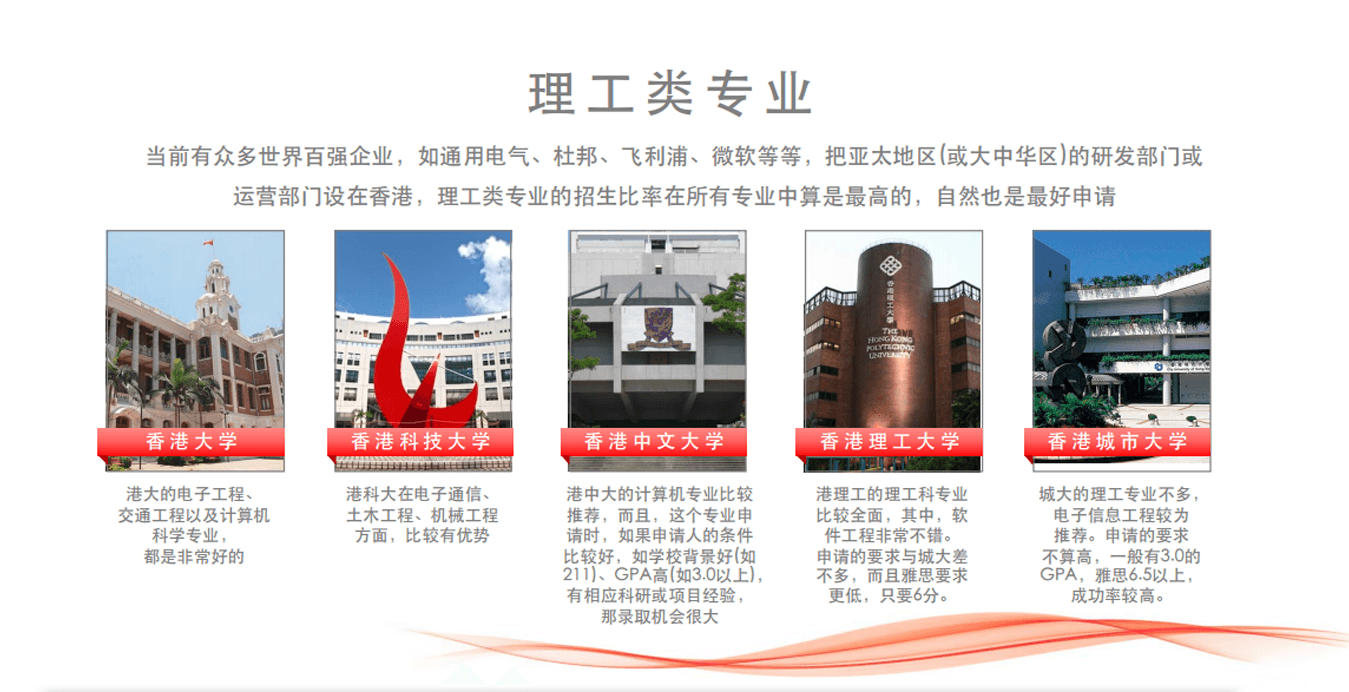 理工类专业
当前有众多世界百强企业，如通用电气、杜邦、飞利浦、微软等等，把亚太地区(或大中华区)的研发部门或
运营部门设在香港，理工类专业的招生比率在所有专业中算是最高的，自然也是最好申请
香港理工大學
THE
HONG KONG
POLYTECHNIC
UNIVERSITY
香港大学
香港科技大学
香港中文大学
香港理工大学
香港城市大学
港大的电子工程、
交通工程以及计算机
科学专业，
都是非常好的
港科大在电子通信、
土木工程、机械工程
方面，比较有优势
港中大的计算机专业比较
推荐，而且，这个专业申
请时，如果申请人的条件
比较好，如学校背景好(如
211)、GPA高(如3.0以上)，
有相应科研或项目经验，
那录取机会很大
港理工的理工科专业
比较全面，其中，软
件工程非常不错。
申请的要求与城大差
不多，而且雅思要求
更低，只要6分。
城大的理工专业不多，
电子信息工程较为
推荐。申请的要求
不算高，一般有3.0的
GPA，雅思6.5以上，
成功率较高。